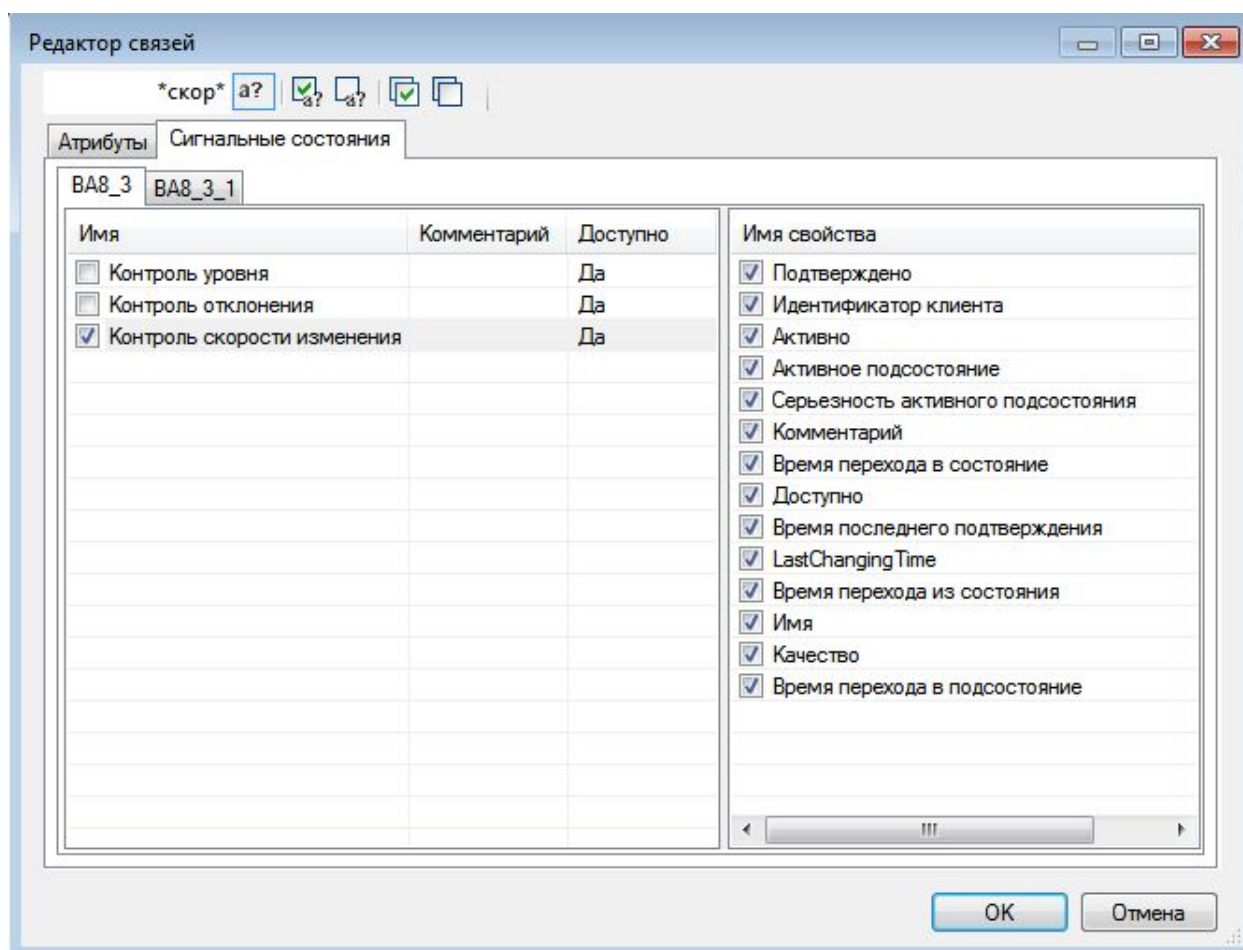 Редактор связей
*скор* a?
a? a?
Атрибуты Сигнальные состояния
BA8_3 BA8_3_1
Имя Комментарий Доступно
Контроль уровня Да
Контроль отклонения Да
Контроль скорости изменения Да
Имя свойства
Подтверждено
Идентификатор клиента
Активно
Активное подсостояние
Серьезность активного подсостояния
Комментарий
Время перехода в состояние
Доступно
Время последнего подтверждения
LastChangingTime
Время перехода из состояния
Имя
Качество
Время перехода в подсостояние
OK Отмена